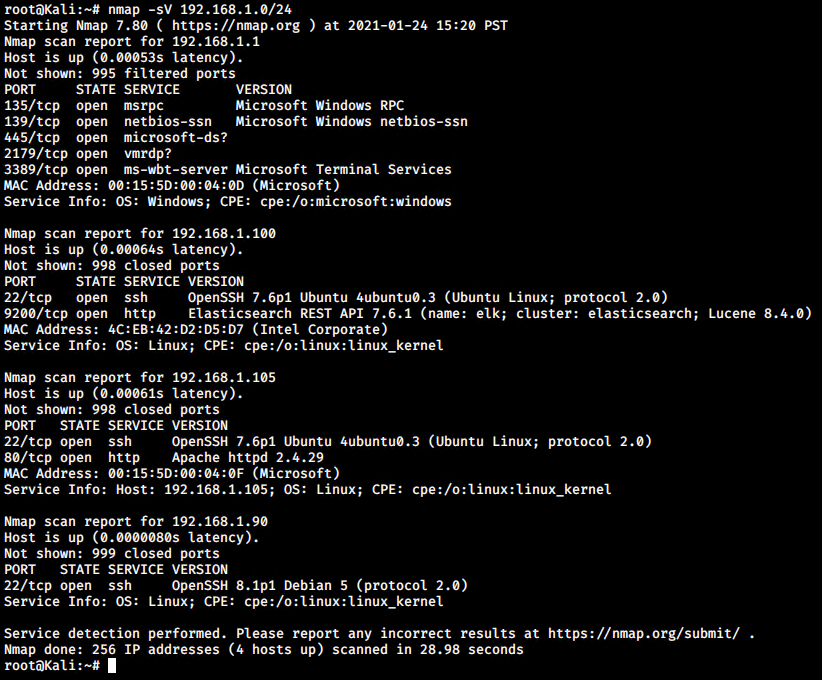 root@Kali:~# nmap -sV 192.168.1.0/24
Starting Nmap 7.80 ( https://nmap.org ) at 2021-01-24 15:20 PST
Nmap scan report for 192.168.1.1
Host is up (0.00053s latency).
Not shown: 995 filtered ports
PORT     STATE SERVICE       VERSION
135/tcp  open  msrpc         Microsoft Windows RPC
139/tcp  open  netbios-ssn   Microsoft Windows netbios-ssn
445/tcp  open  microsoft-ds?
2179/tcp open  vmrdp?
3389/tcp open  ms-wbt-server Microsoft Terminal Services
MAC Address: 00:15:5D:00:04:0D (Microsoft)
Service Info: OS: Windows; CPE: cpe:/o:microsoft:windows

Nmap scan report for 192.168.1.100
Host is up (0.00064s latency).
Not shown: 998 closed ports
PORT     STATE SERVICE VERSION
22/tcp   open  ssh     OpenSSH 7.6p1 Ubuntu 4ubuntu0.3 (Ubuntu Linux; protocol 2.0)
9200/tcp open  http    Elasticsearch REST API 7.6.1 (name: elk; cluster: elasticsearch; Lucene 8.4.0)
MAC Address: 4C:EB:42:D2:D5:D7 (Intel Corporate)
Service Info: OS: Linux; CPE: cpe:/o:linux:linux_kernel

Nmap scan report for 192.168.1.105
Host is up (0.00061s latency).
Not shown: 998 closed ports
PORT   STATE SERVICE VERSION
22/tcp open  ssh     OpenSSH 7.6p1 Ubuntu 4ubuntu0.3 (Ubuntu Linux; protocol 2.0)
80/tcp open  http    Apache httpd 2.4.29
MAC Address: 00:15:5D:00:04:0F (Microsoft)
Service Info: Host: 192.168.1.105; OS: Linux; CPE: cpe:/o:linux:linux_kernel

Nmap scan report for 192.168.1.90
Host is up (0.0000080s latency).
Not shown: 999 closed ports
PORT   STATE SERVICE VERSION
22/tcp open  ssh     OpenSSH 8.1p1 Debian 5 (protocol 2.0)
Service Info: OS: Linux; CPE: cpe:/o:linux:linux_kernel

Service detection performed. Please report any incorrect results at https://nmap.org/submit/ .
Nmap done: 256 IP addresses (4 hosts up) scanned in 28.98 seconds
root@Kali:~#